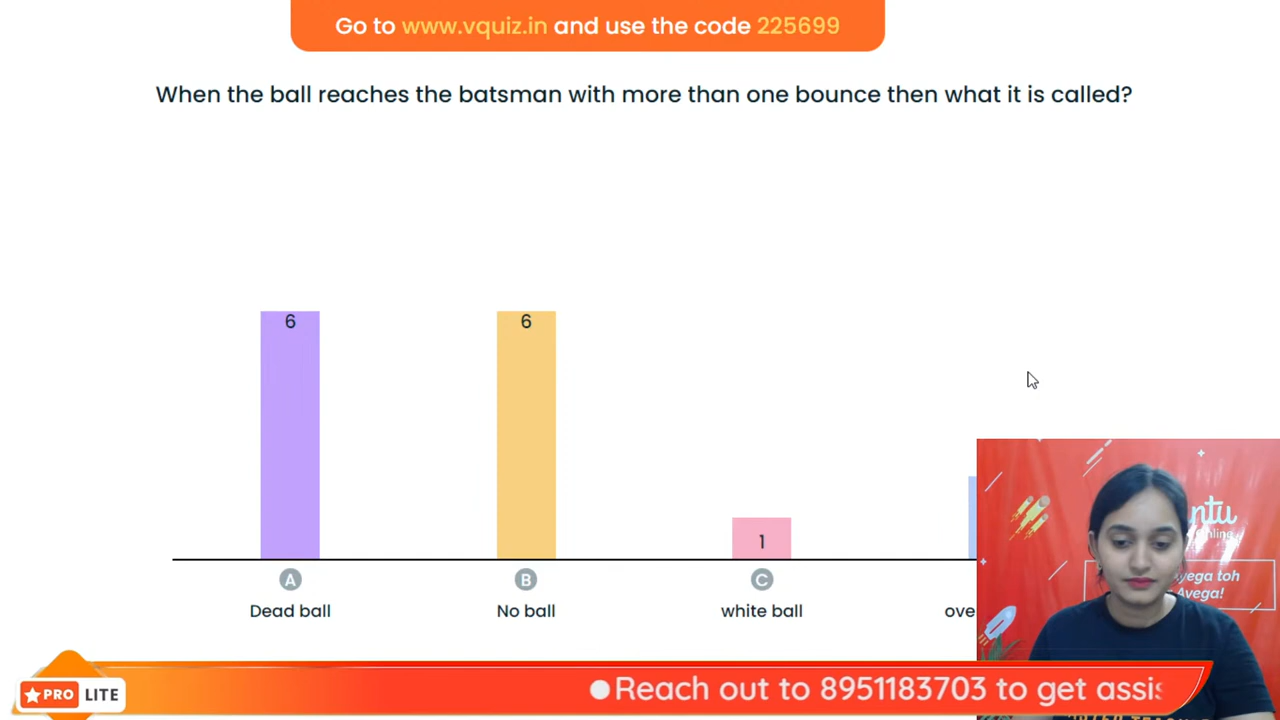 Go to www.vquiz.in and use the code 225699
When the ball reaches the batsman with more than one bounce then what it is called?
6
6
1
A
B
C
Dead ball
No ball
white ball
PRO LITE
Reach out to 8951183703 to get